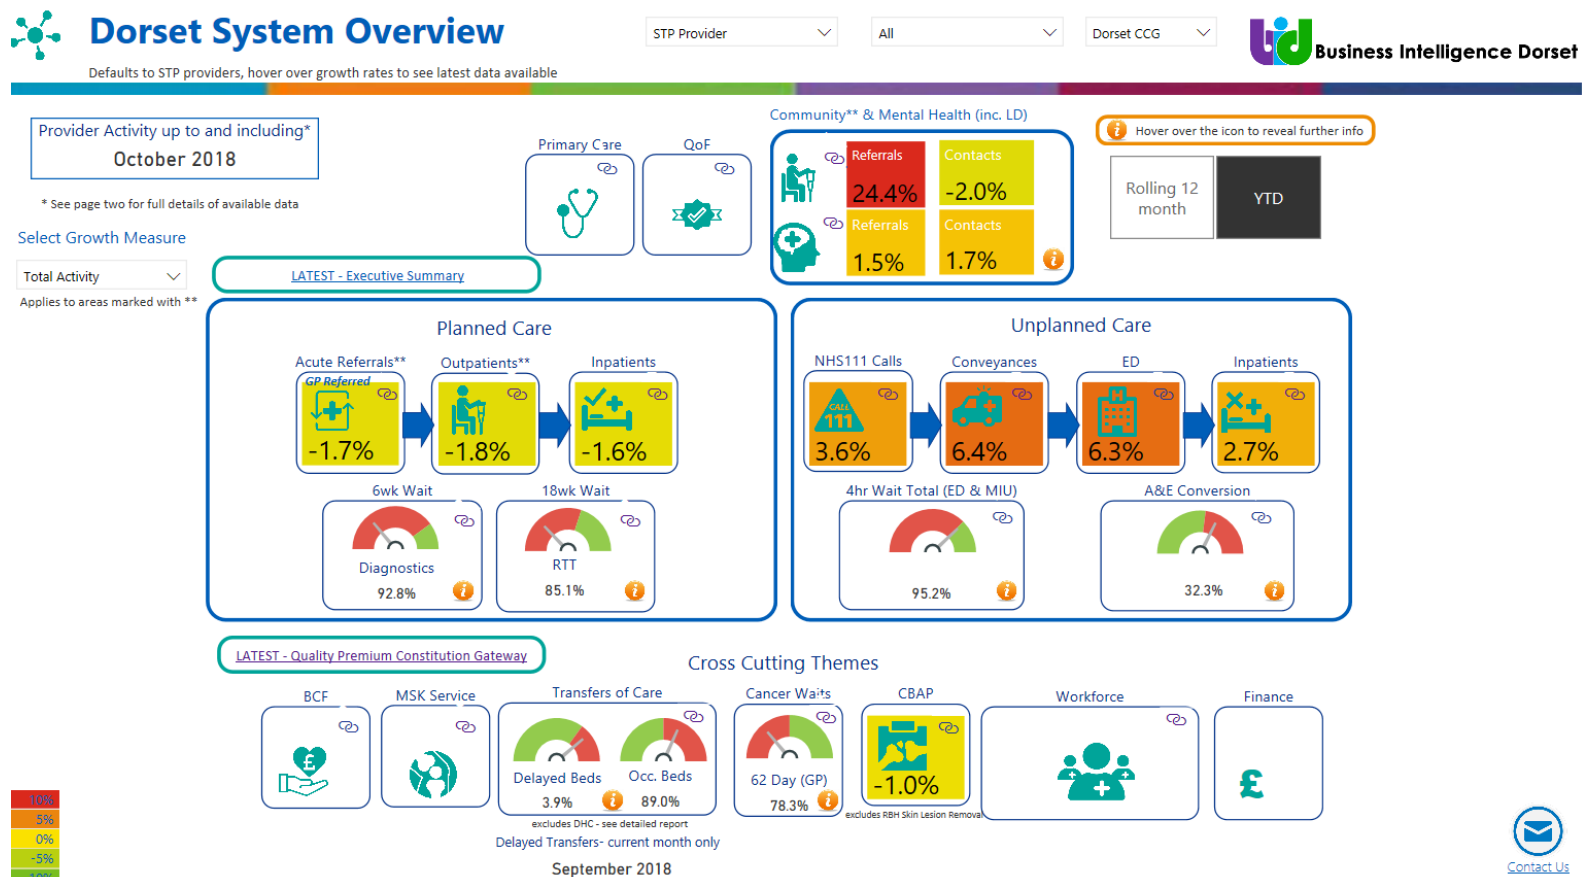 Dorset System Overview
STP Provider
All
Dorset CCG
bid
Business Intelligence Dorset
Defaults to STP providers, hover over growth rates to see latest data available
Provider Activity up to and including*
October 2018
* See page two for full details of available data
Select Growth Measure
Total Activity
Applies to areas marked with **
Primary Care
QoF
Community** & Mental Health (inc. LD)
Referrals
24.4%
Contacts
-2.0%
Referrals
1.5%
Contacts
1.7%
Hover over the icon to reveal further info
Rolling 12
month
YTD
LATEST - Executive Summary
Planned Care
Acute Referrals**
GP Referred
-1.7%
Outpatients**
-1.8%
Inpatients
-1.6%
6wk Wait
Diagnostics
92.8%
18wk Wait
RTT
85.1%
Unplanned Care
NHS111 Calls
CALL
111
3.6%
Conveyances
6.4%
ED
H
6.3%
Inpatients
2.7%
4hr Wait Total (ED & MIU)
95.2%
A&E Conversion
32.3%
LATEST - Quality Premium Constitution Gateway
Cross Cutting Themes
BCF
£
MSK Service
Transfers of Care
Delayed Beds
3.9%
Occ. Beds
89.0%
excludes DHC - see detailed report
Delayed Transfers- current month only
September 2018
Cancer Waits
62 Day (GP)
78.3%
CBAP
-1.0%
excludes RBH Skin Lesion Removal
Workforce
Finance
£
10%
5%
0%
-5%
-10%
Contact Us